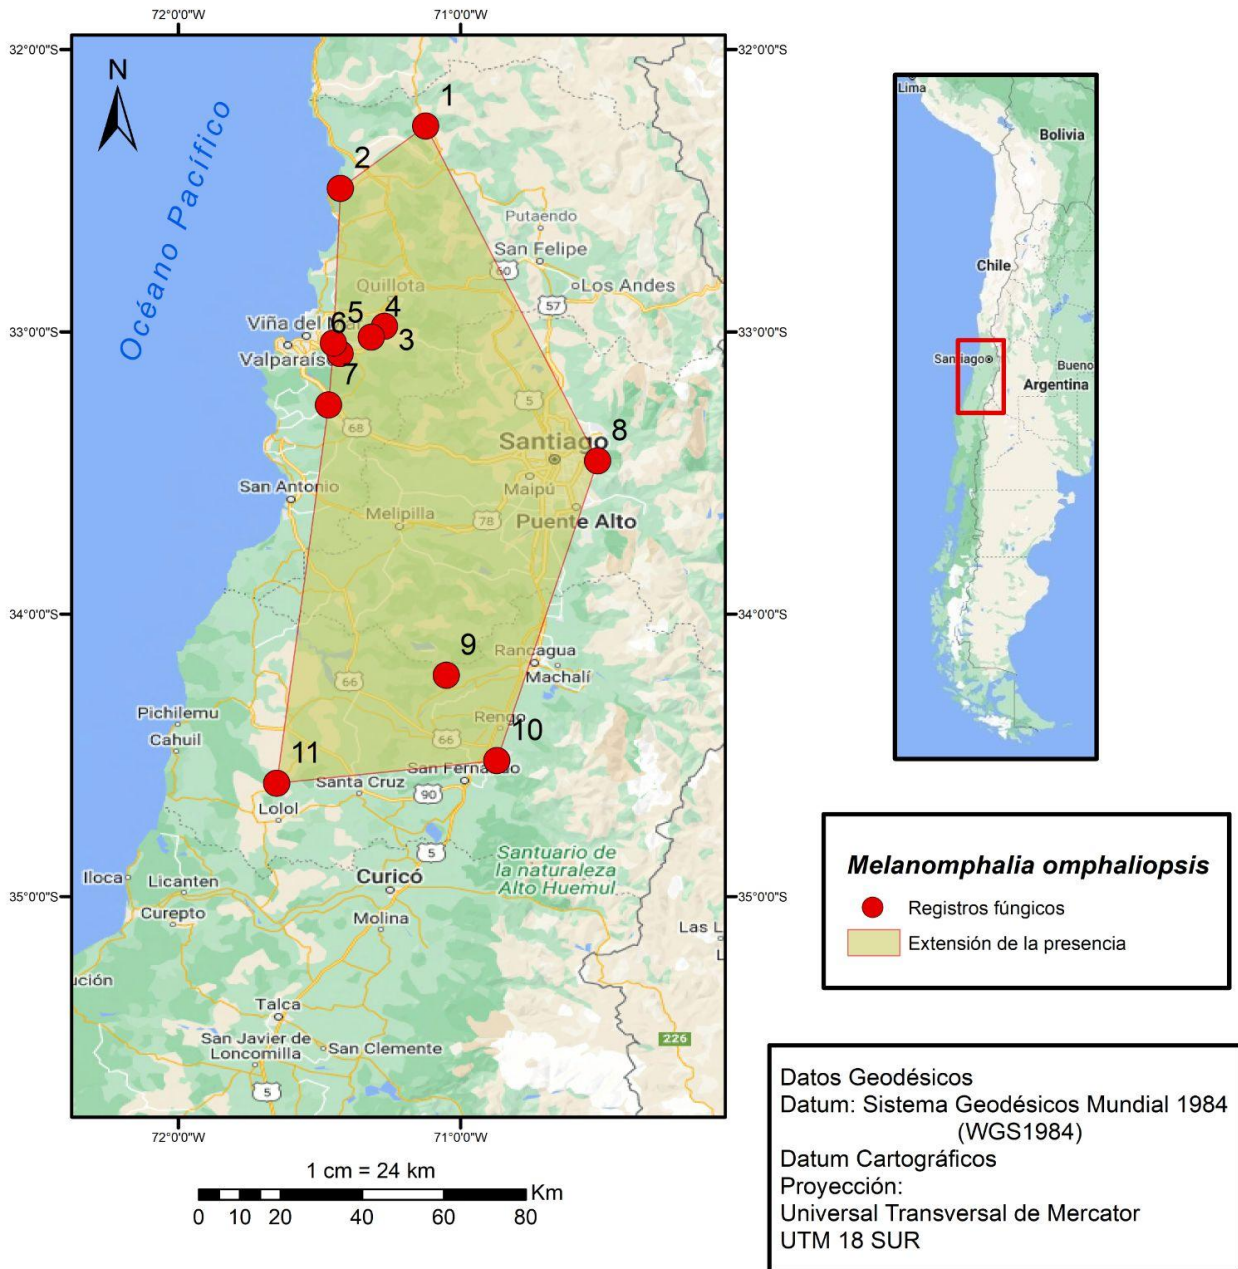 72°0'0"W
71°0'0"W
32°0'0"S
32°0'0"S
N
1
2
Océano Pacífico
Putaendo
San Felipe
60
Los Andes
57
Quillota
4
5
3
6
Viña del Mar
33°0'0"S
33°0'0"S
Valparaíso
7
5
68
8
Santiago
Maipú
San Antonio
Melipilla
78
Puente Alto
34°0'0"S
34°0'0"S
9
Rancagua
Machalí
66
Pichilemu
Cahuil
Rengo
10
66
11
San Fernando
Santa Cruz
90
Lolol
5
Santuario de
la naturaleza
Alto Huemul
Iloca
Licanten
Curicó
35°0'0"S
35°0'0"S
Curepto
Molina
Las L
L
ución
Talca
San Javier de
Loncomilla
San Clemente
226
5
72°0'0"W
71°0'0"W
1 cm = 24 km
Km
0 10 20 40 60 80
Lima
Bolivia
Chile
Santiago
Bueno
Argentina
Melanomphalia omphaliopsis
Registros fúngicos
Extensión de la presencia
Datos Geodésicos
Datum: Sistema Geodésicos Mundial 1984
(WGS1984)
Datum Cartográficos
Proyección:
Universal Transversal de Mercator
UTM 18 SUR